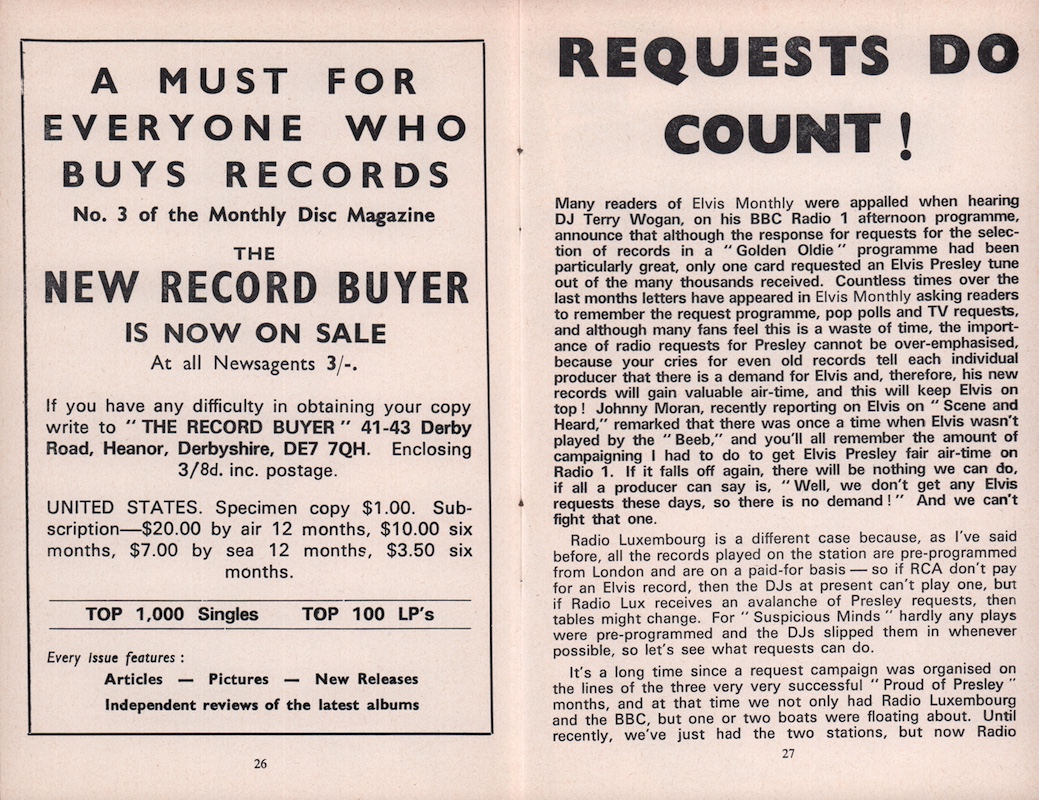 A MUST FOR
EVERYONE WHO
BUYS RECORDS
No. 3 of the Monthly Disc Magazine
THE
NEW RECORD BUYER
IS NOW ON SALE
At all Newsagents 3/-.
If you have any difficulty in obtaining your copy
write to "THE RECORD BUYER" 41-43 Derby
Road, Heanor, Derbyshire, DE7 7QH. Enclosing
3/8d. inc. postage.
UNITED STATES. Specimen copy $1.00. Sub-
scription—$20.00 by air 12 months, $10.00 six
months, $7.00 by sea 12 months, $3.50 six
months.
TOP 1,000 Singles TOP 100 LP's
Every issue features :
Articles — Pictures — New Releases
Independent reviews of the latest albums
26
REQUESTS DO
COUNT !
Many readers of Elvis Monthly were appalled when hearing
DJ Terry Wogan, on his BBC Radio 1 afternoon programme,
announce that although the response for requests for the selec-
tion of records in a "Golden Oldie" programme had been
particularly great, only one card requested an Elvis Presley tune
out of the many thousands received. Countless times over the
last months letters have appeared in Elvis Monthly asking readers
to remember the request programme, pop polls and TV requests,
and although many fans feel this is a waste of time, the import-
ance of radio requests for Presley cannot be over-emphasised,
because your cries for even old records tell each individual
producer that there is a demand for Elvis and, therefore, his new
records will gain valuable air-time, and this will keep Elvis on
top ! Johnny Moran, recently reporting on Elvis on "Scene and
Heard," remarked that there was once a time when Elvis wasn't
played by the "Beeb," and you'll all remember the amount of
campaigning I had to do to get Elvis Presley fair air-time on
Radio 1. If it falls off again, there will be nothing we can do,
if all a producer can say is, "Well, we don't get any Elvis
requests these days, so there is no demand !" And we can't
fight that one.
Radio Luxembourg is a different case because, as I've said
before, all the records played on the station are pre-programmed
from London and are on a paid-for basis — so if RCA don't pay
for an Elvis record, then the DJs at present can't play one, but
if Radio Lux receives an avalanche of Presley requests, then
tables might change. For "Suspicious Minds" hardly any plays
were pre-programmed and the DJs slipped them in whenever
possible, so let's see what requests can do.
It's a long time since a request campaign was organised on
the lines of the three very very successful "Proud of Presley"
months, and at that time we not only had Radio Luxembourg
and the BBC, but one or two boats were floating about. Until
recently, we've just had the two stations, but now Radio
27